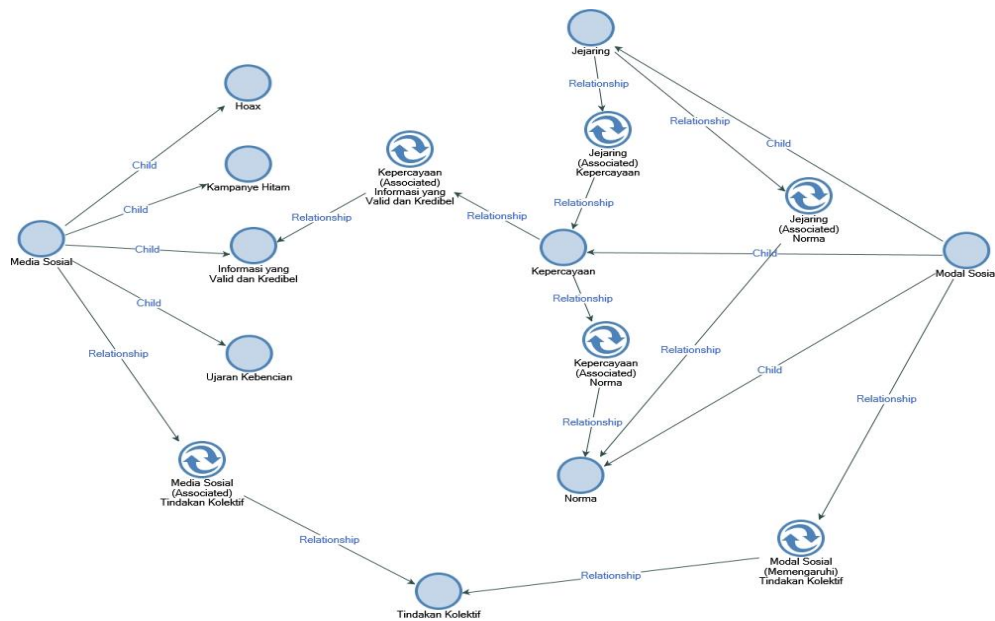 Jejaring
Relationship
Hoax
Relationship
Child
Jejaring
(Associated)
Kepercayaan
Child
Kepercayaan
(Associated)
Informasi yang
Valid dan Kredibel
Kampanye Hitam
Child
Relationship
Relationship
Relationship
Jejaring
(Associated)
Norma
Media Sosial
Child
Informasi yang
Valid dan Kredibel
Kepercayaan
Child
Modal Sosial
Child
Relationship
Relationship
Relationship
Ujaran Kebencian
Kepercayaan
(Associated)
Norma
Child
Relationship
Relationship
Media Sosial
(Associated)
Tindakan Kolektif
Norma
Relationship
Modal Sosial
(Memengaruhi)
Tindakan Kolektif
Relationship
Tindakan Kolektif